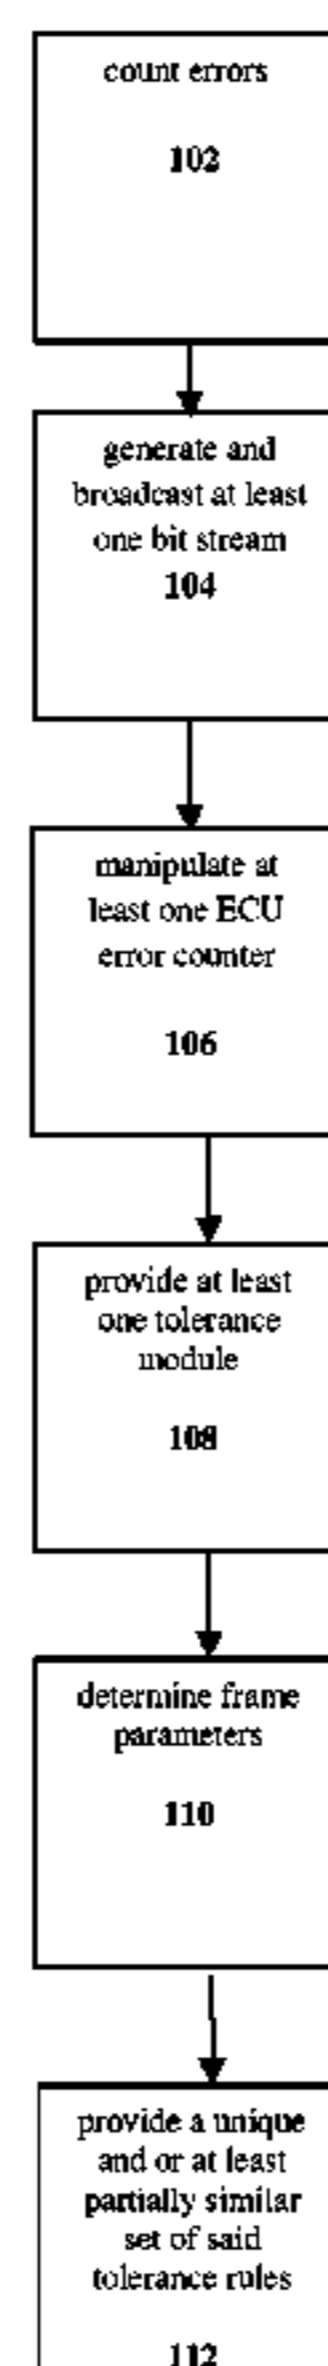 count errors
102
generate and
broadcast at least
one bit stream
104
manipulate at
least one ECU
error counter
106
provide at least
one tolerance
module
108
determine frame
parameters
110
provide a unique
and or at least
partially similar
set of said
tolerance rules
112